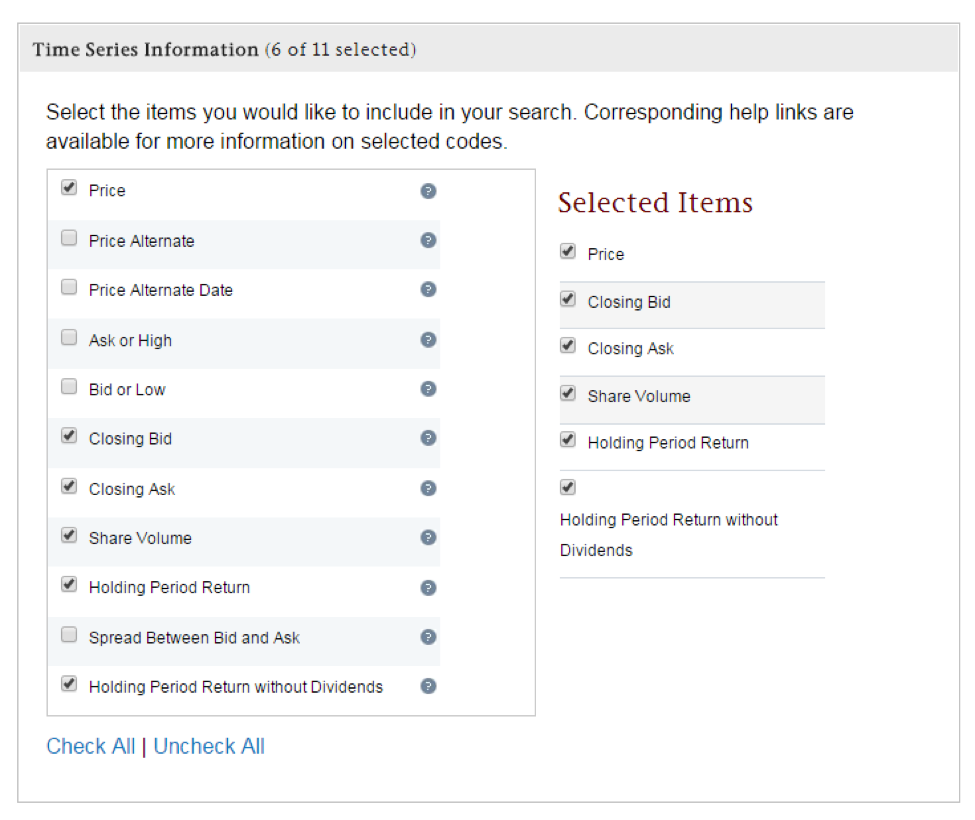 Time Series Information (6 of 11 selected)
Select the items you would like to include in your search. Corresponding help links are
available for more information on selected codes.
Price
Price Alternate
Price Alternate Date
Ask or High
Bid or Low
Closing Bid
Closing Ask
Share Volume
Holding Period Return
Spread Between Bid and Ask
Holding Period Return without Dividends
Check All | Uncheck All
Selected Items
Price
Closing Bid
Closing Ask
Share Volume
Holding Period Return
Holding Period Return without
Dividends